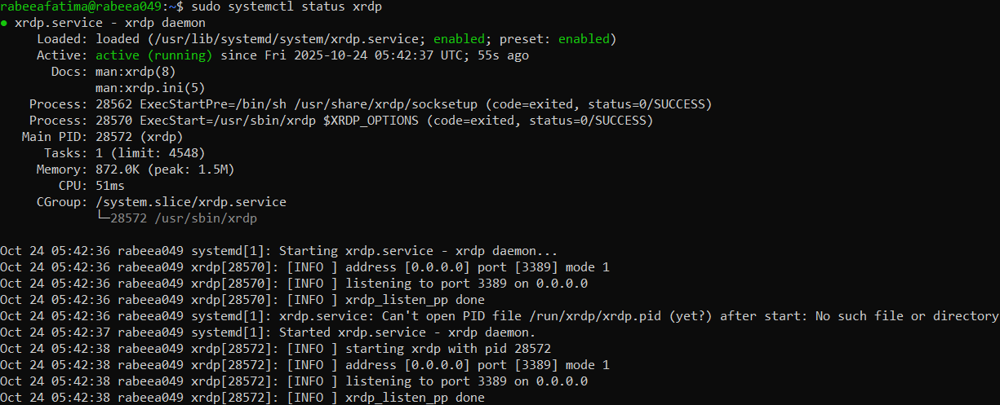 rabeeafatima@rabeea049:~$ sudo systemctl status xrdp
● xrdp.service - xrdp daemon
     Loaded: loaded (/usr/lib/systemd/system/xrdp.service; enabled; preset: enabled)
     Active: active (running) since Fri 2025-10-24 05:42:37 UTC; 55s ago
       Docs: man:xrdp(8)
             man:xrdp.ini(5)
    Process: 28562 ExecStartPre=/bin/sh /usr/share/xrdp/socksetup (code=exited, status=0/SUCCESS)
    Process: 28570 ExecStart=/usr/sbin/xrdp $XRDP_OPTIONS (code=exited, status=0/SUCCESS)
   Main PID: 28572 (xrdp)
      Tasks: 1 (limit: 4548)
     Memory: 872.0K (peak: 1.5M)
        CPU: 51ms
     CGroup: /system.slice/xrdp.service
             └─28572 /usr/sbin/xrdp

Oct 24 05:42:36 rabeea049 systemd[1]: Starting xrdp.service - xrdp daemon...
Oct 24 05:42:36 rabeea049 xrdp[28570]: [INFO ] address [0.0.0.0] port [3389] mode 1
Oct 24 05:42:36 rabeea049 xrdp[28570]: [INFO ] listening to port 3389 on 0.0.0.0
Oct 24 05:42:36 rabeea049 xrdp[28570]: [INFO ] xrdp_listen_pp done
Oct 24 05:42:36 rabeea049 systemd[1]: xrdp.service: Can't open PID file /run/xrdp/xrdp.pid (yet?) after start: No such file or directory
Oct 24 05:42:37 rabeea049 systemd[1]: Started xrdp.service - xrdp daemon.
Oct 24 05:42:38 rabeea049 xrdp[28572]: [INFO ] starting xrdp with pid 28572
Oct 24 05:42:38 rabeea049 xrdp[28572]: [INFO ] address [0.0.0.0] port [3389] mode 1
Oct 24 05:42:38 rabeea049 xrdp[28572]: [INFO ] listening to port 3389 on 0.0.0.0
Oct 24 05:42:38 rabeea049 xrdp[28572]: [INFO ] xrdp_listen_pp done